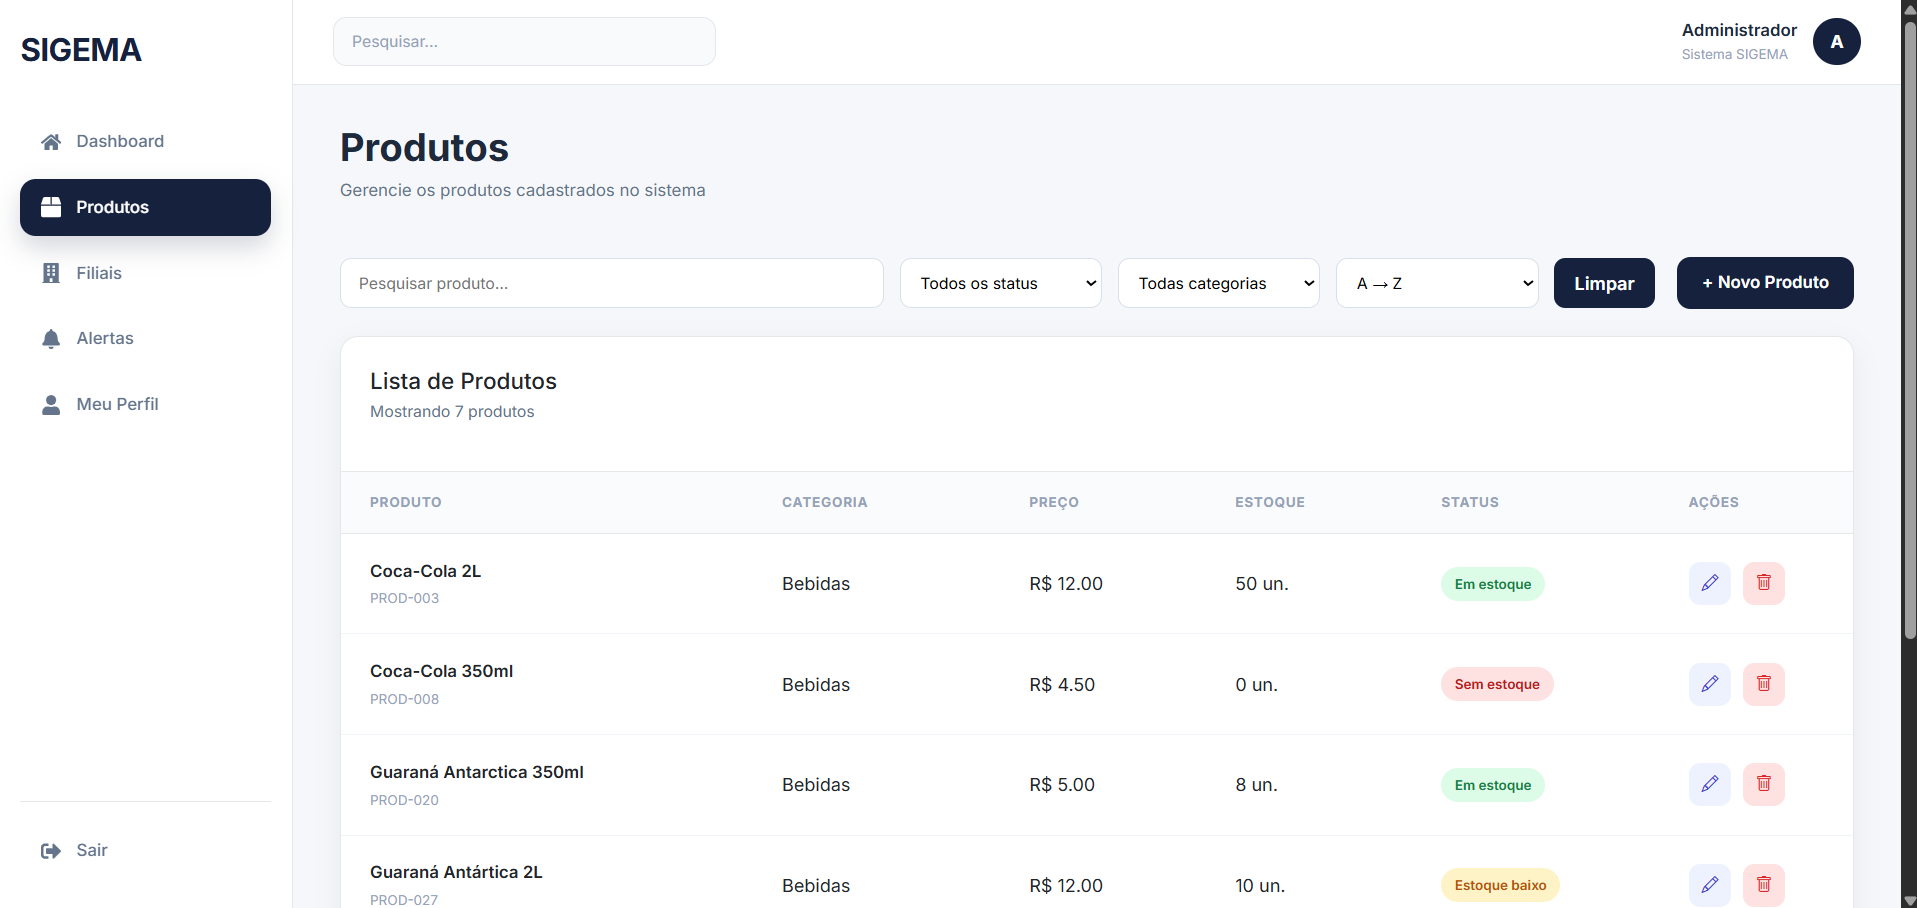 SIGEMA
Pesquisar...
Administrador
Sistema SIGEMA
A
Dashboard
Produtos
Filiais
Alertas
Meu Perfil
Sair
Produtos
Gerencie os produtos cadastrados no sistema
Pesquisar produto...
Todos os status
Todas categorias
A → Z
Limpar
+ Novo Produto
Lista de Produtos
Mostrando 7 produtos
PRODUTO CATEGORIA PREÇO ESTOQUE STATUS AÇÕES
Coca-Cola 2L
PROD-003
Bebidas R$ 12.00 50 un. Em estoque
Coca-Cola 350ml
PROD-008
Bebidas R$ 4.50 0 un. Sem estoque
Guaraná Antarctica 350ml
PROD-020
Bebidas R$ 5.00 8 un. Em estoque
Guaraná Antártica 2L
PROD-027
Bebidas R$ 12.00 10 un. Estoque baixo